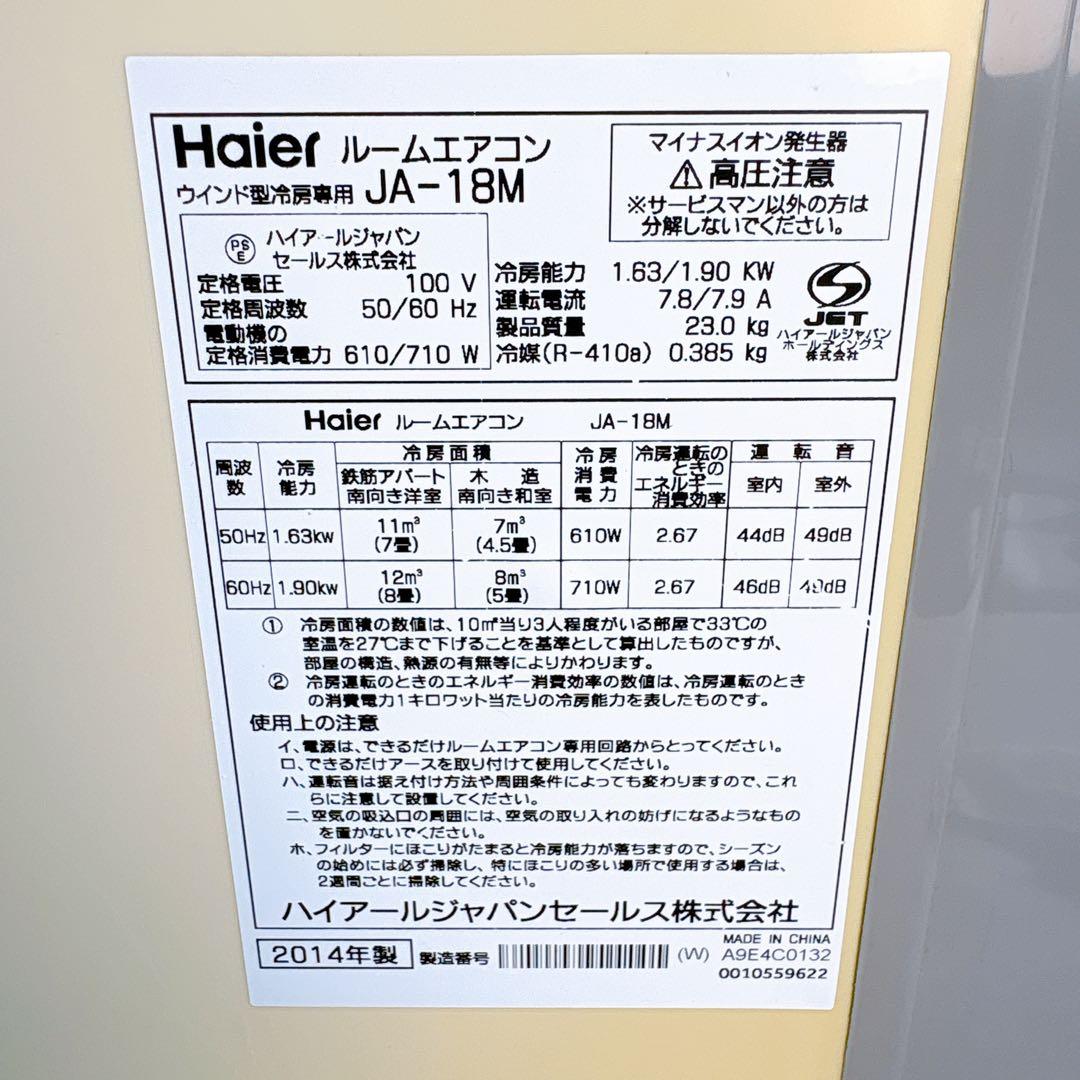 Haier ルームエアコン
ウインド型冷房専用 JA-18M
マイナスイオン発生器
⚠高圧注意
※サービスマン以外の方は
分解しないでください。
PS E ハイアールジャパン
セールス株式会社
定格電圧 100 V
定格周波数 50/60 Hz
電動機の
定格消費電力 610/710 W
冷房能力 1.63/1.90 KW
運転電流 7.8/7.9 A
製品質量 23.0 kg
冷媒(R-410a) 0.385 kg
JET
ハイアールジャパン
ホールディングス
株式会社
Haier ルームエアコン JA-18M
周波数 冷房能力 冷房面積 冷房消費電力 冷房運転のときのエネルギー消費効率 運転音
鉄筋アパート南向き洋室 木造南向き和室 室内 室外
50Hz 1.63kw 11m³(7畳) 7m³(4.5畳) 610W 2.67 44dB 49dB
60Hz 1.90kw 12m³(8畳) 8m³(5畳) 710W 2.67 46dB 49dB
① 冷房面積の数値は、10㎡当り3人程度がいる部屋で33℃の
室温を27℃まで下げることを基準として算出したものですが、
部屋の構造、熱源の有無等によりかわります。
② 冷房運転のときのエネルギー消費効率の数値は、冷房運転のとき
の消費電力1キロワット当たりの冷房能力を表したものです。
使用上の注意
イ、電源は、できるだけルームエアコン専用回路からとってください。
ロ、できるだけアースを取り付けて使用してください。
ハ、運転音は据え付け方法や周囲条件によっても変わりますので、これ
らに注意して設置してください。
ニ、空気の吸込口の周囲には、空気の取り入れの妨げになるようなもの
を置かないでください。
ホ、フィルターにほこりがたまると冷房能力が落ちますので、シーズン
の始めには必ず掃除し、特にほこりの多い場所で使用する場合は、
2週間ごとに掃除してください。
ハイアールジャパンセールス株式会社
2014年製 製造番号 (W)
MADE IN CHINA
A9E4C0132
0010559622